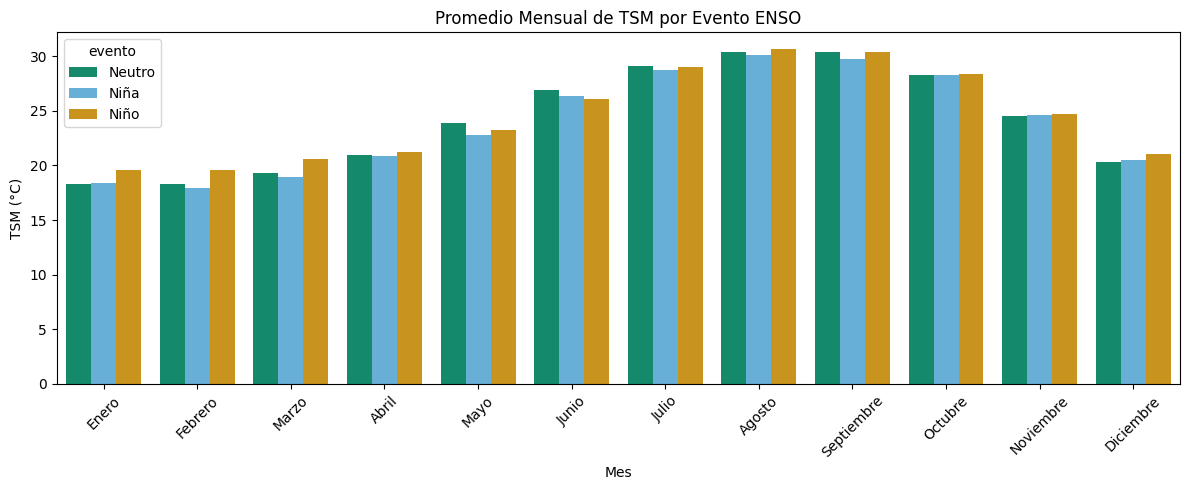 Promedio Mensual de TSM por Evento ENSO
evento
Neutro
Niña
Niño
TSM (°C)
30
25
20
15
10
5
0
Enero
Febrero
Marzo
Abril
Mayo
Junio
Julio
Agosto
Septiembre
Octubre
Noviembre
Diciembre
Mes